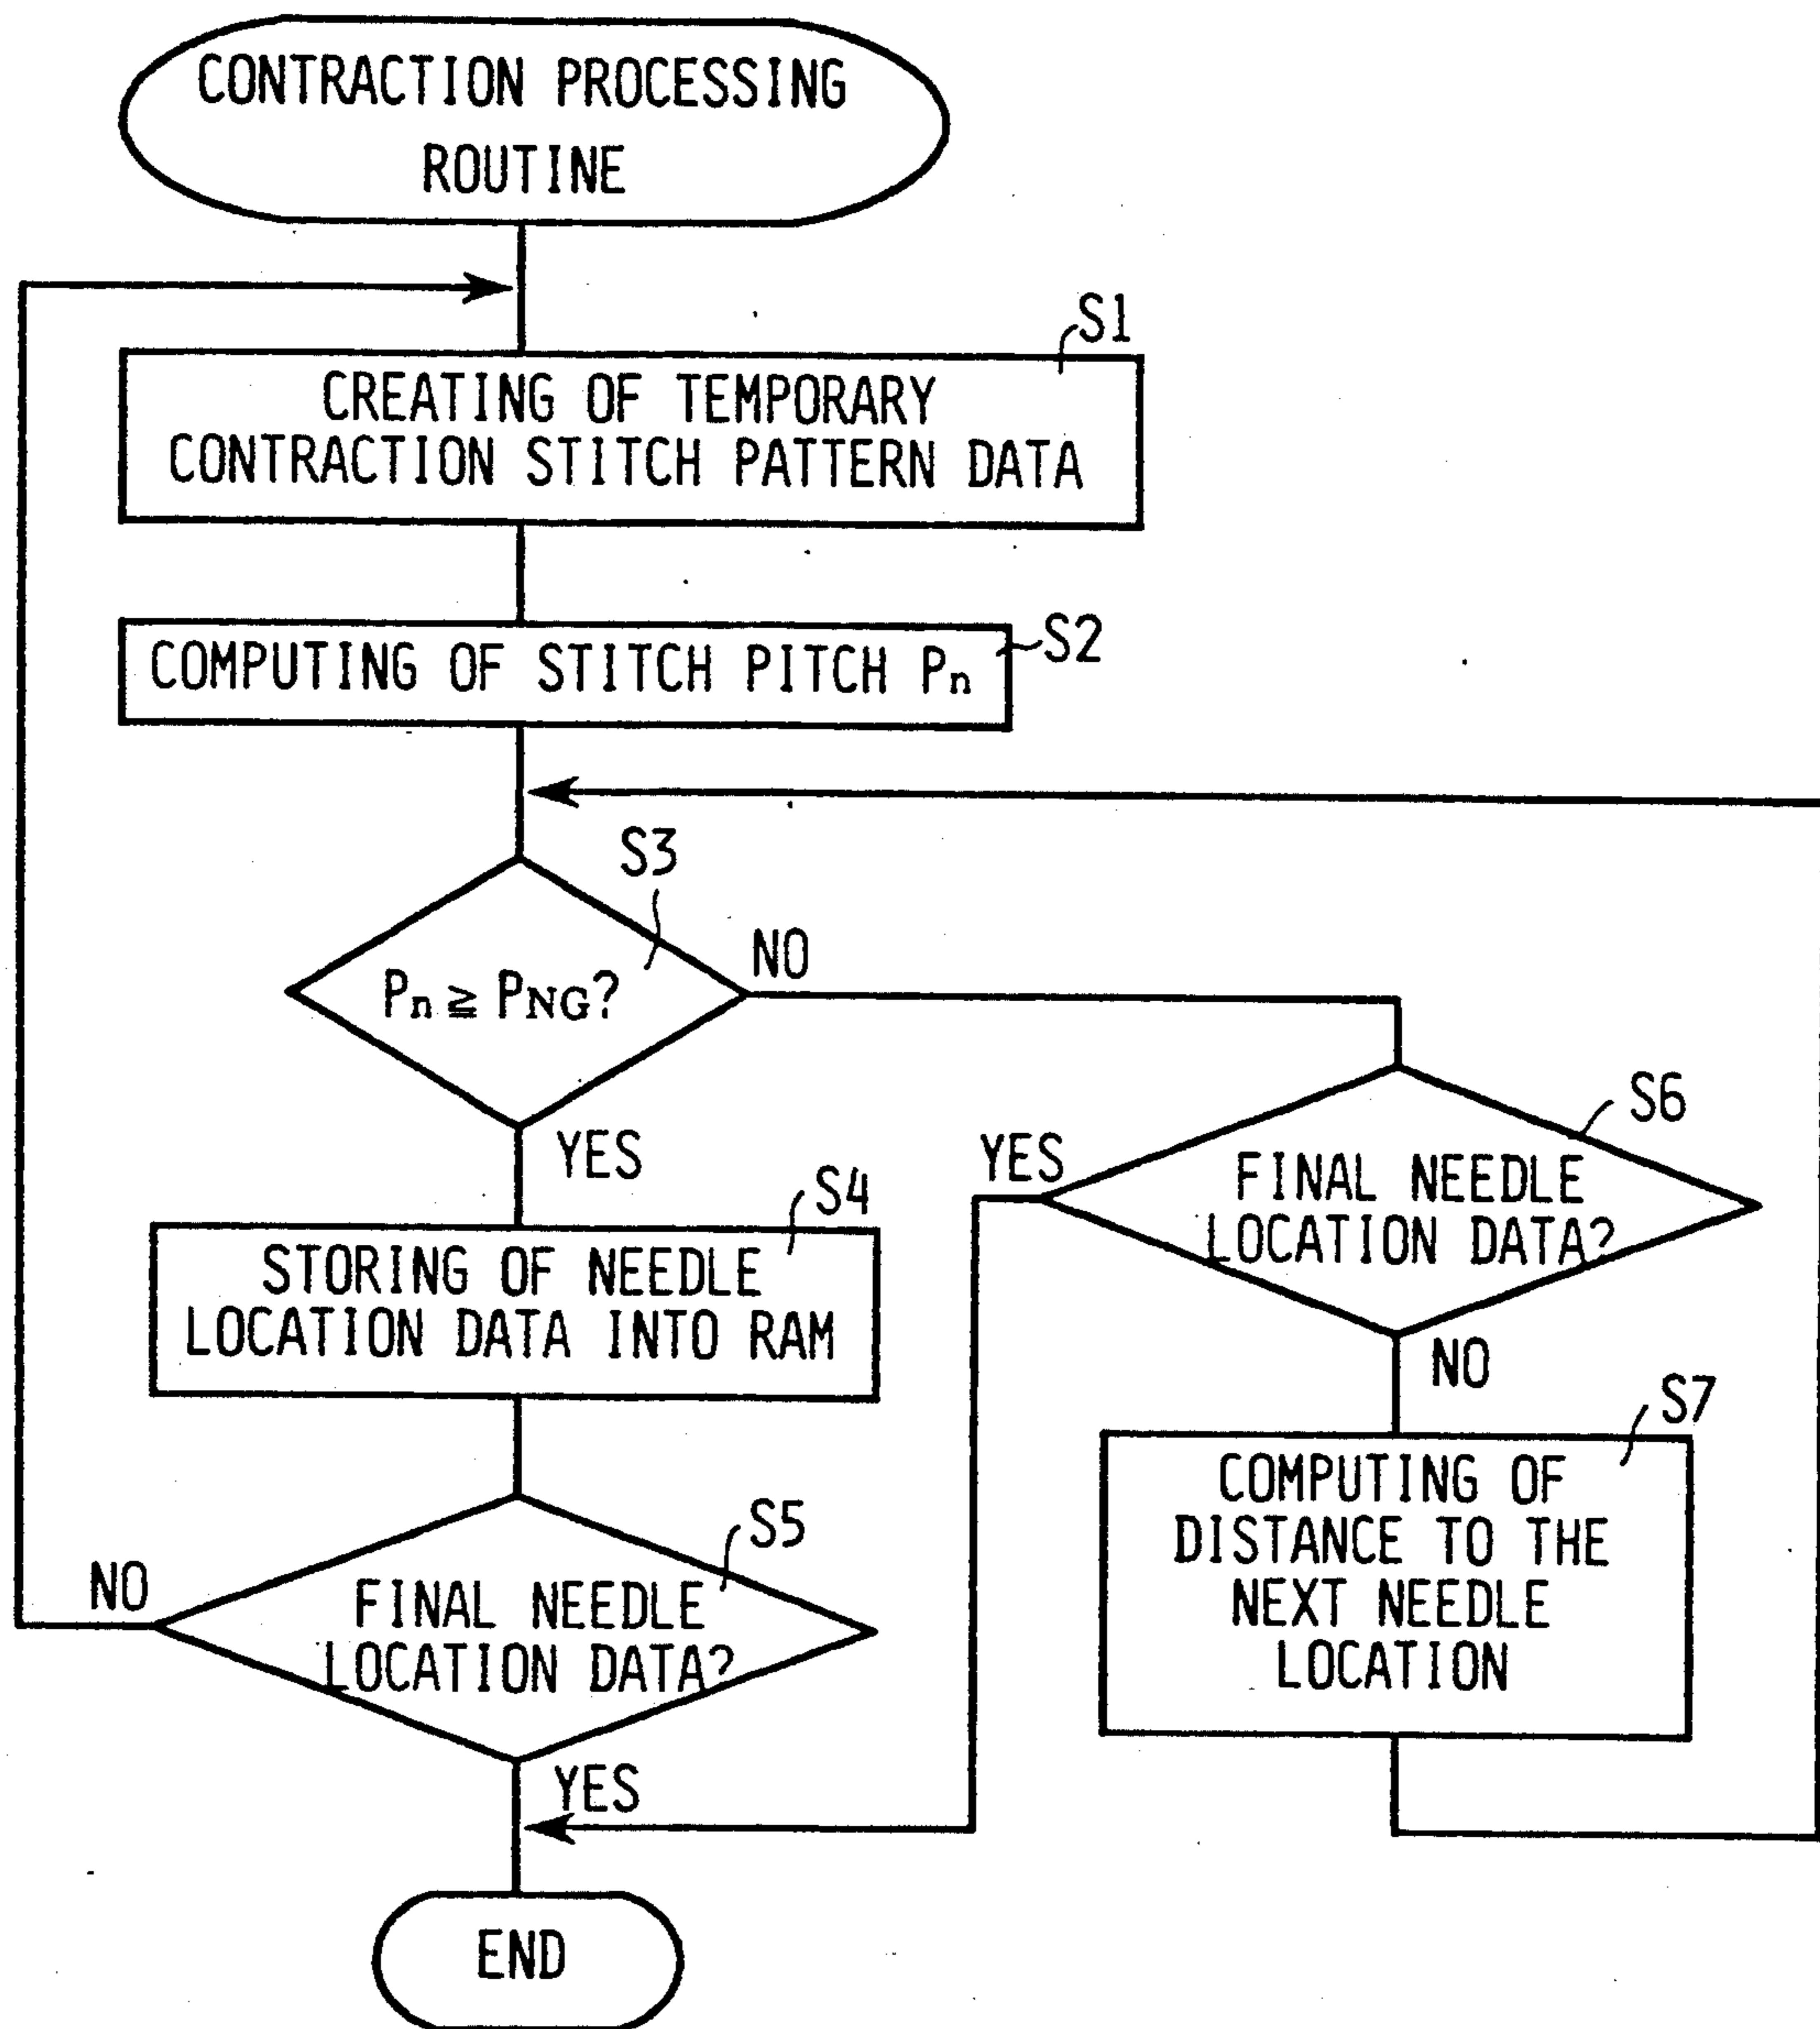 CONTRACTION PROCESSING
ROUTINE
S1
CREATING OF TEMPORARY
CONTRACTION STITCH PATTERN DATA
S2
COMPUTING OF STITCH PITCH Pn
S3
Pn ≧ PNG?
NO
YES
S6
YES
FINAL NEEDLE
LOCATION DATA?
NO
S4
STORING OF NEEDLE
LOCATION DATA INTO RAM
S7
COMPUTING OF
DISTANCE TO THE
NEXT NEEDLE
LOCATION
S5
NO
FINAL NEEDLE
LOCATION DATA?
YES
END